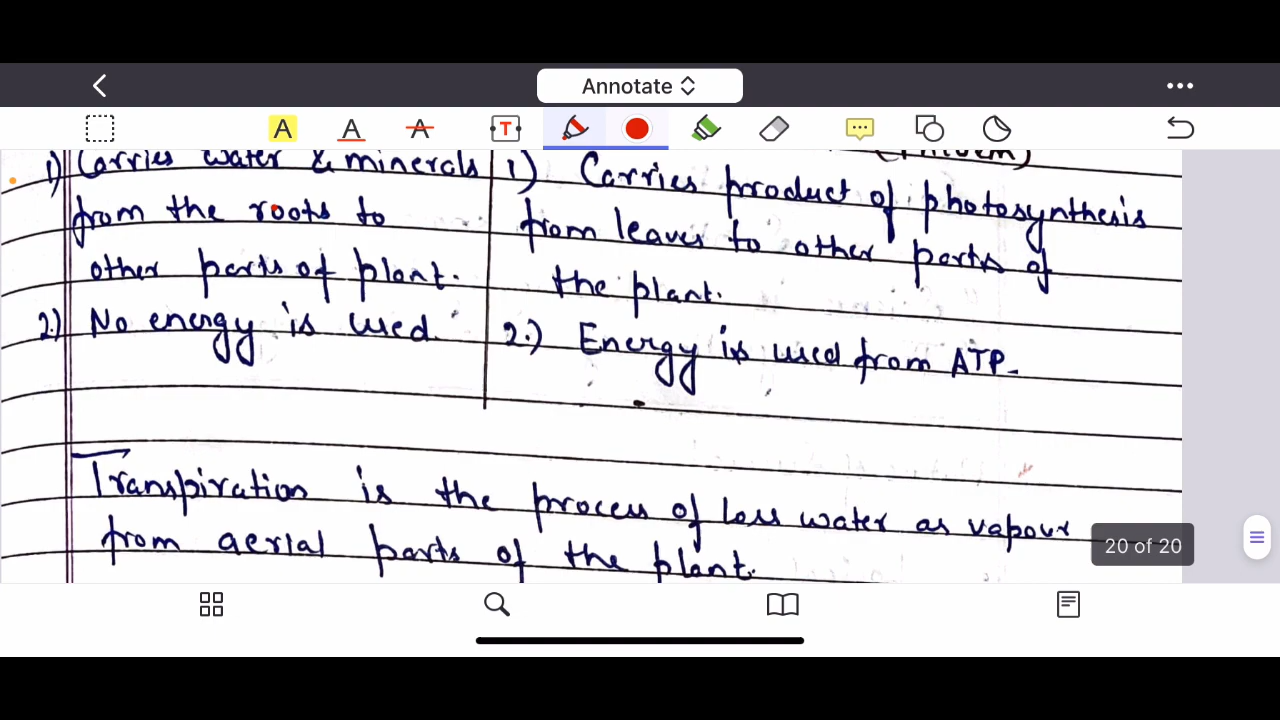 Annotate
A A A T
1) Carries water & minerals
from the roots to
other parts of plant.
2.) No energy is used.
(Phloem)
1) Carries product of photosynthesis
from leaves to other parts of
the plant.
2.) Energy is used from ATP.
Transpiration is the process of loss water as vapour
from aerial parts of the plant.
20 of 20